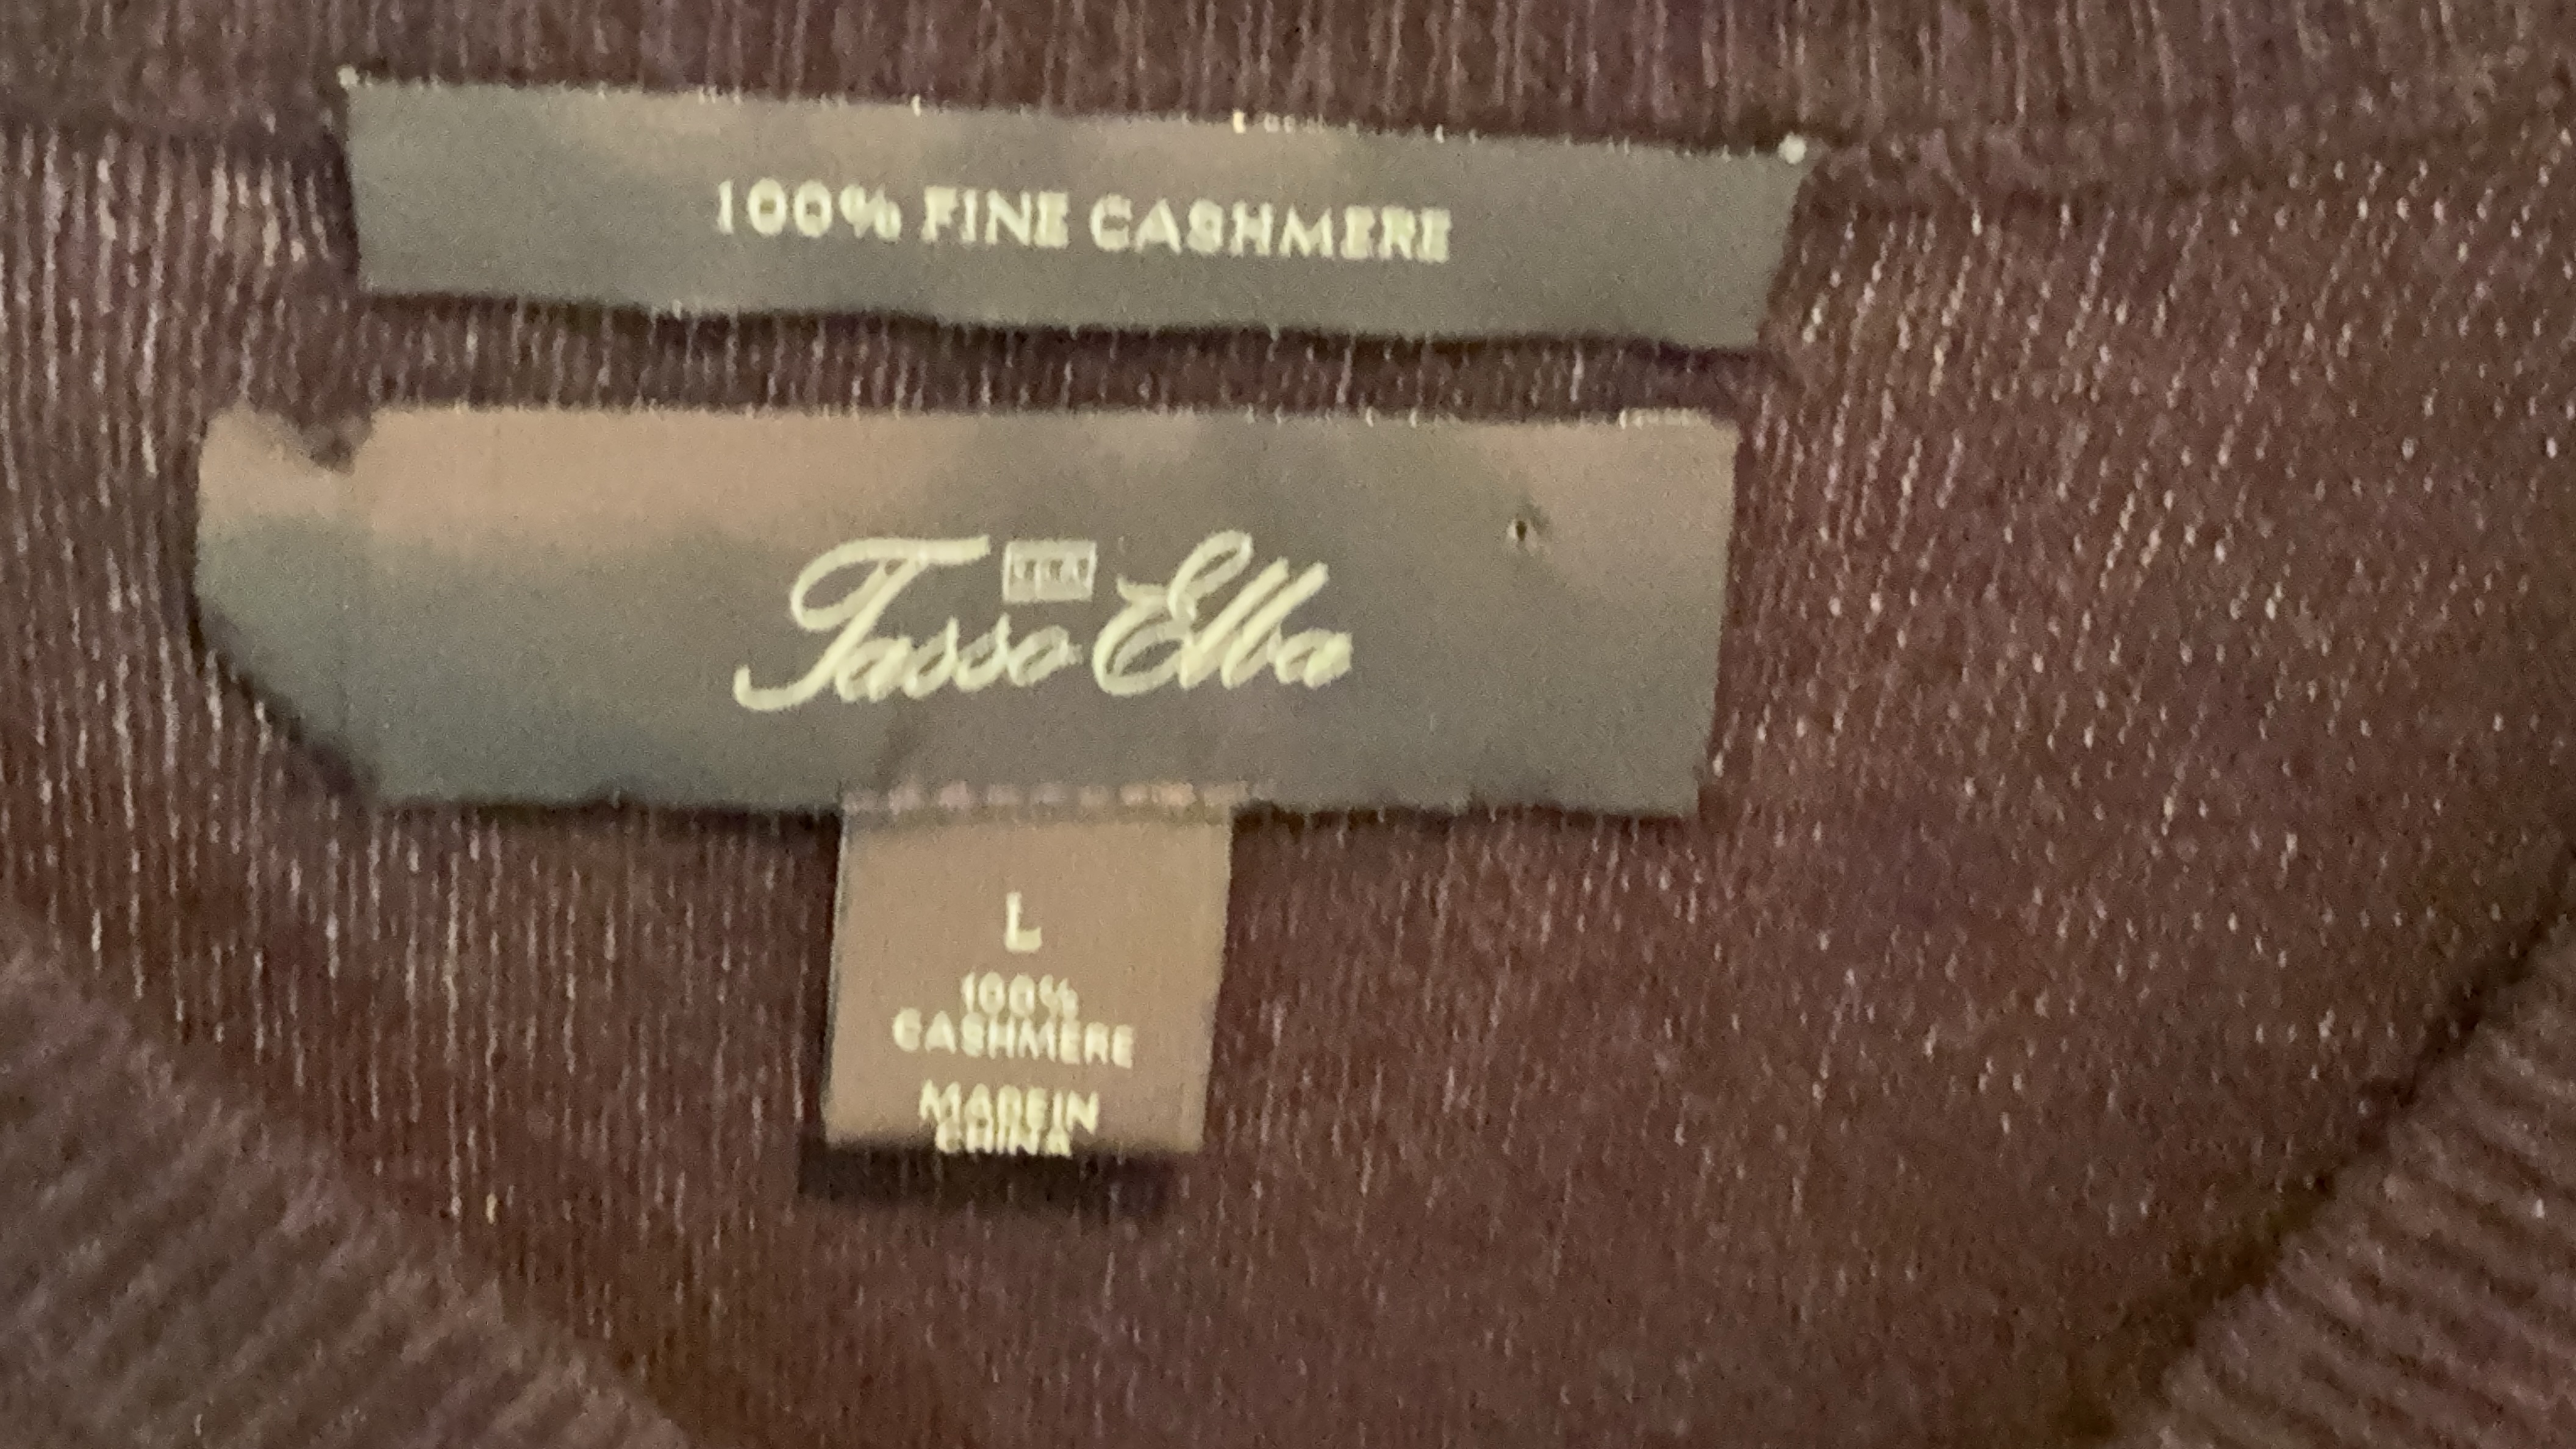 100% FINE CASHMERE
Tasso Elba
L
100%
CASHMERE
MADE IN
CHINA